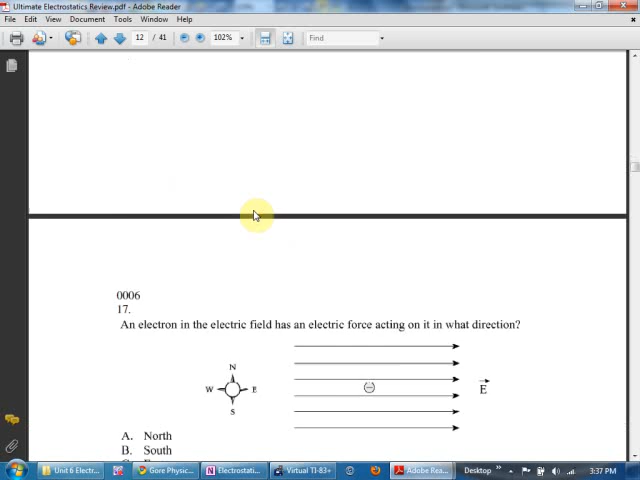 Ultimate Electrostatics Review.pdf - Adobe Reader
File Edit View Document Tools Window Help
12 / 41 102% Find
0006
17.
An electron in the electric field has an electric force acting on it in what direction?
N
W E
S
E
A. North
B. South
Unit 6 Electr... Gore Physic... Electrostati... Virtual TI-83+ Adobe Rea... Desktop 3:37 PM